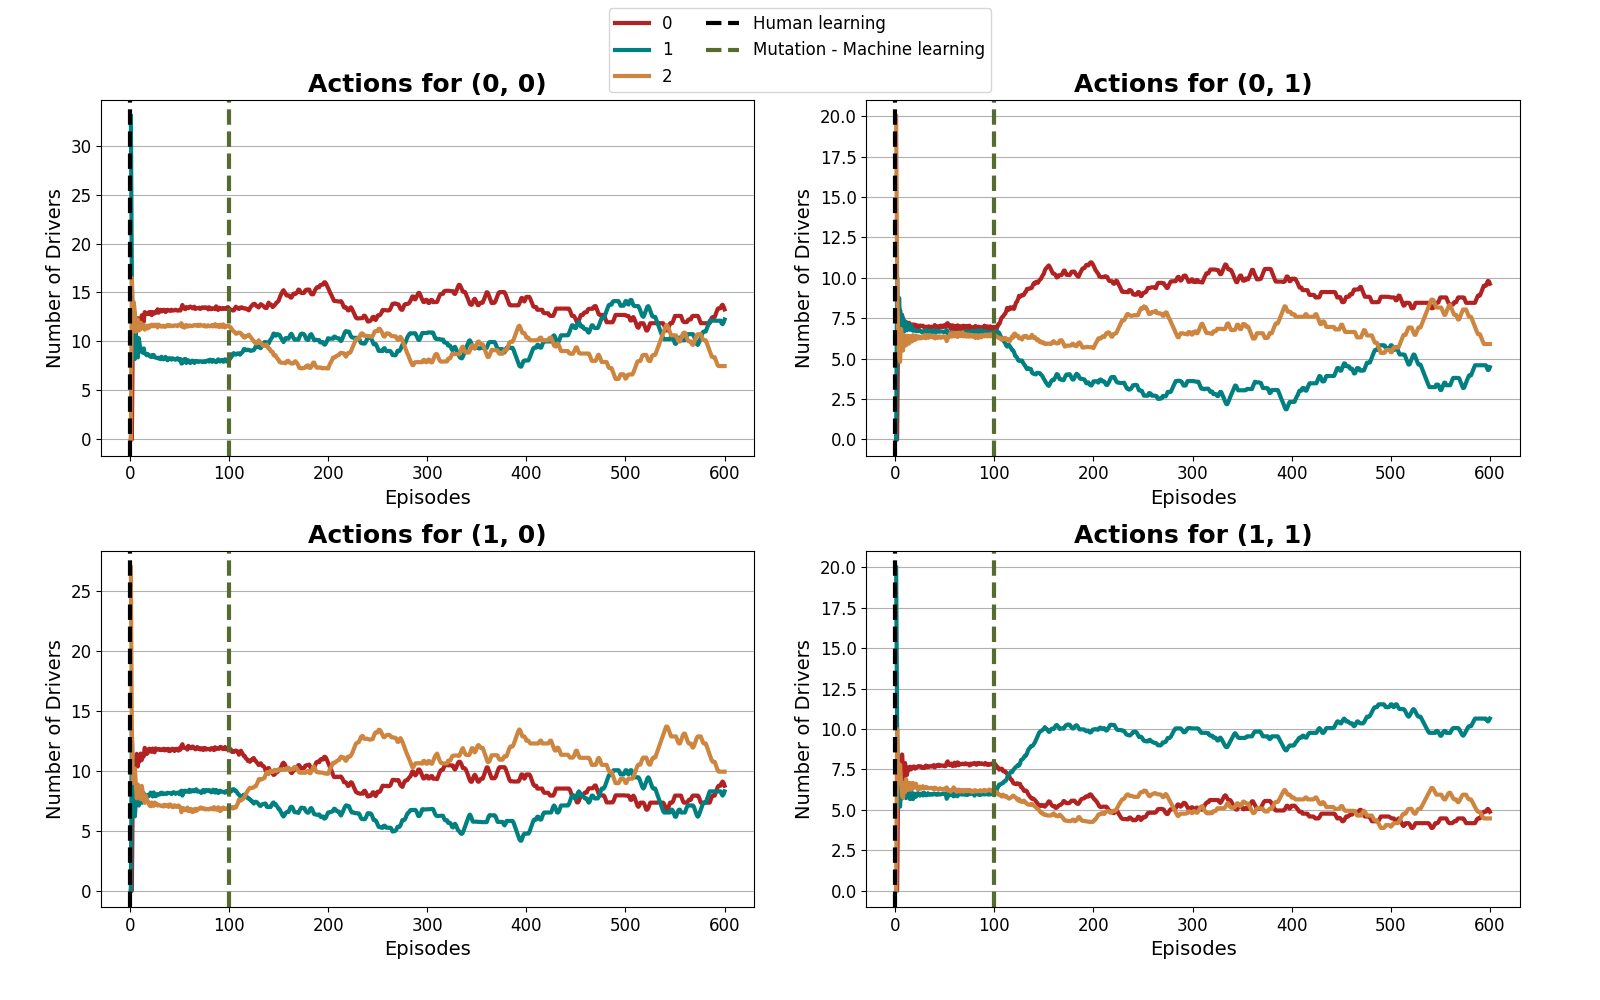 0
1
2
Human learning
Mutation - Machine learning
Actions for (0, 0)
Number of Drivers
30
25
20
15
10
5
0
0 100 200 300 400 500 600
Episodes
Actions for (0, 1)
Number of Drivers
20.0
17.5
15.0
12.5
10.0
7.5
5.0
2.5
0.0
0 100 200 300 400 500 600
Episodes
Actions for (1, 0)
Number of Drivers
25
20
15
10
5
0
0 100 200 300 400 500 600
Episodes
Actions for (1, 1)
Number of Drivers
20.0
17.5
15.0
12.5
10.0
7.5
5.0
2.5
0.0
0 100 200 300 400 500 600
Episodes